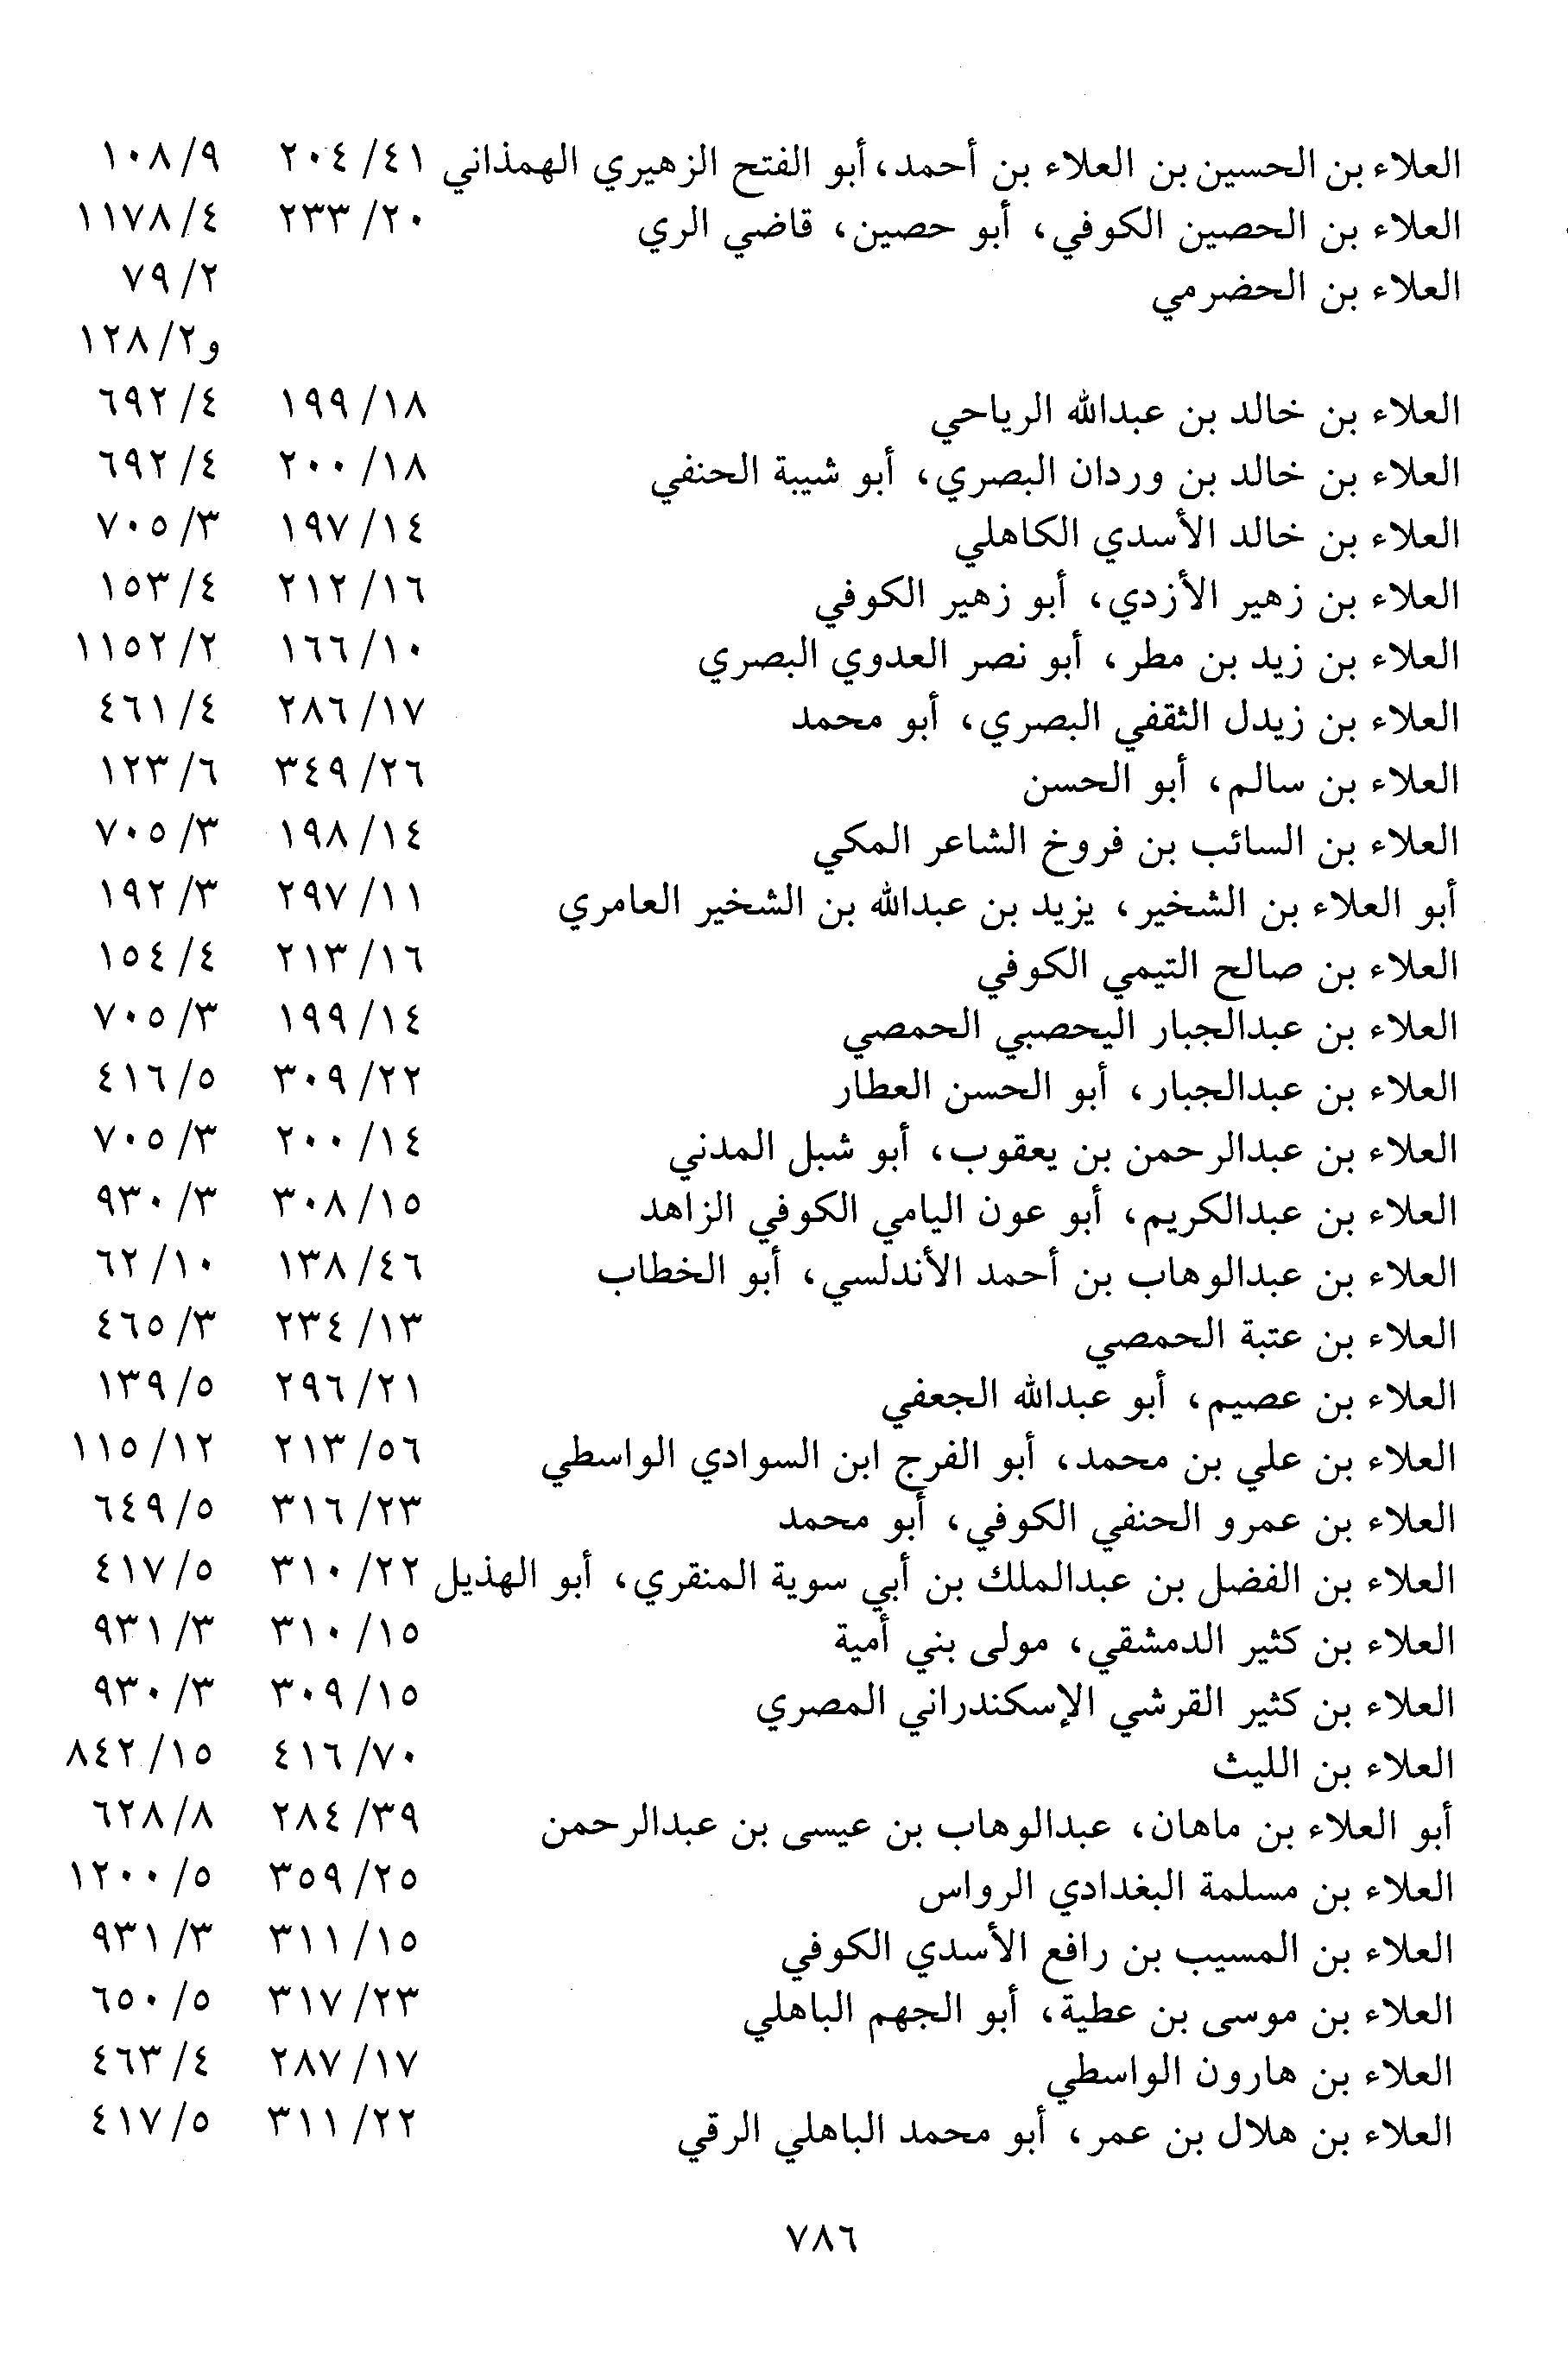 العلاء بن الحسين بن العلاء بن أحمد، أبو الفتح الزهيري الهمذاني ٤١/ ٢٠٤ ٩/ ١٠٨
العلاء بن الحصين الكوفي، أبو حصين، قاضي الري ٢٠/ ٢٣٣ ٤/ ١١٧٨
العلاء بن الحضرمي ٢/ ٧٩
و٢/ ١٢٨
العلاء بن خالد بن عبدالله الرياحي ١٨/ ١٩٩ ٤/ ٦٩٢
العلاء بن خالد بن وردان البصري، أبو شيبة الحنفي ١٨/ ٢٠٠ ٤/ ٦٩٢
العلاء بن خالد الأسدي الكاهلي ١٤/ ١٩٧ ٣/ ٧٠٥
العلاء بن زهير الأزدي، أبو زهير الكوفي ١٦/ ٢١٢ ٤/ ١٥٣
العلاء بن زيد بن مطر، أبو نصر العدوي البصري ١٠/ ١٦٦ ٢/ ١١٥٢
العلاء بن زيدل الثقفي البصري، أبو محمد ١٧/ ٢٨٦ ٤/ ٤٦١
العلاء بن سالم، أبو الحسن ٢٦/ ٣٤٩ ٦/ ١٢٣
العلاء بن السائب بن فروخ الشاعر المكي ١٤/ ١٩٨ ٣/ ٧٠٥
أبو العلاء بن الشخير، يزيد بن عبدالله بن الشخير العامري ١١/ ٢٩٧ ٣/ ١٩٢
العلاء بن صالح التيمي الكوفي ١٦/ ٢١٣ ٤/ ١٥٤
العلاء بن عبدالجبار اليحصبي الحمصي ١٤/ ١٩٩ ٣/ ٧٠٥
العلاء بن عبدالجبار، أبو الحسن العطار ٢٢/ ٣٠٩ ٥/ ٤١٦
العلاء بن عبدالرحمن بن يعقوب، أبو شبل المدني ١٤/ ٢٠٠ ٣/ ٧٠٥
العلاء بن عبدالكريم، أبو عون اليامي الكوفي الزاهد ١٥/ ٣٠٨ ٣/ ٩٣٠
العلاء بن عبدالوهاب بن أحمد الأندلسي، أبو الخطاب ٤٦/ ١٣٨ ١٠/ ٦٢
العلاء بن عتبة الحمصي ١٣/ ٢٣٤ ٣/ ٤٦٥
العلاء بن عصيم، أبو عبدالله الجعفي ٢١/ ٢٩٦ ٥/ ١٣٩
العلاء بن علي بن محمد، أبو الفرج ابن السوادي الواسطي ٥٦/ ٢١٣ ١٢/ ١١٥
العلاء بن عمرو الحنفي الكوفي، أبو محمد ٢٣/ ٣١٦ ٥/ ٦٤٩
العلاء بن الفضل بن عبدالملك بن أبي سوية المنقري، أبو الهذيل ٢٢/ ٣١٠ ٥/ ٤١٧
العلاء بن كثير الدمشقي، مولى بني أمية ١٥/ ٣١٠ ٣/ ٩٣١
العلاء بن كثير القرشي الإسكندراني المصري ١٥/ ٣٠٩ ٣/ ٩٣٠
العلاء بن الليث ٧٠/ ٤١٦ ١٥/ ٨٤٢
أبو العلاء بن ماهان، عبدالوهاب بن عيسى بن عبدالرحمن ٣٩/ ٢٨٤ ٨/ ٦٢٨
العلاء بن مسلمة البغدادي الرواس ٢٥/ ٣٥٩ ٥/ ١٢٠٠
العلاء بن المسيب بن رافع الأسدي الكوفي ١٥/ ٣١١ ٣/ ٩٣١
العلاء بن موسى بن عطية، أبو الجهم الباهلي ٢٣/ ٣١٧ ٥/ ٦٥٠
العلاء بن هارون الواسطي ١٧/ ٢٨٧ ٤/ ٤٦٣
العلاء بن هلال بن عمر، أبو محمد الباهلي الرقي ٢٢/ ٣١١ ٥/ ٤١٧
٧٨٦